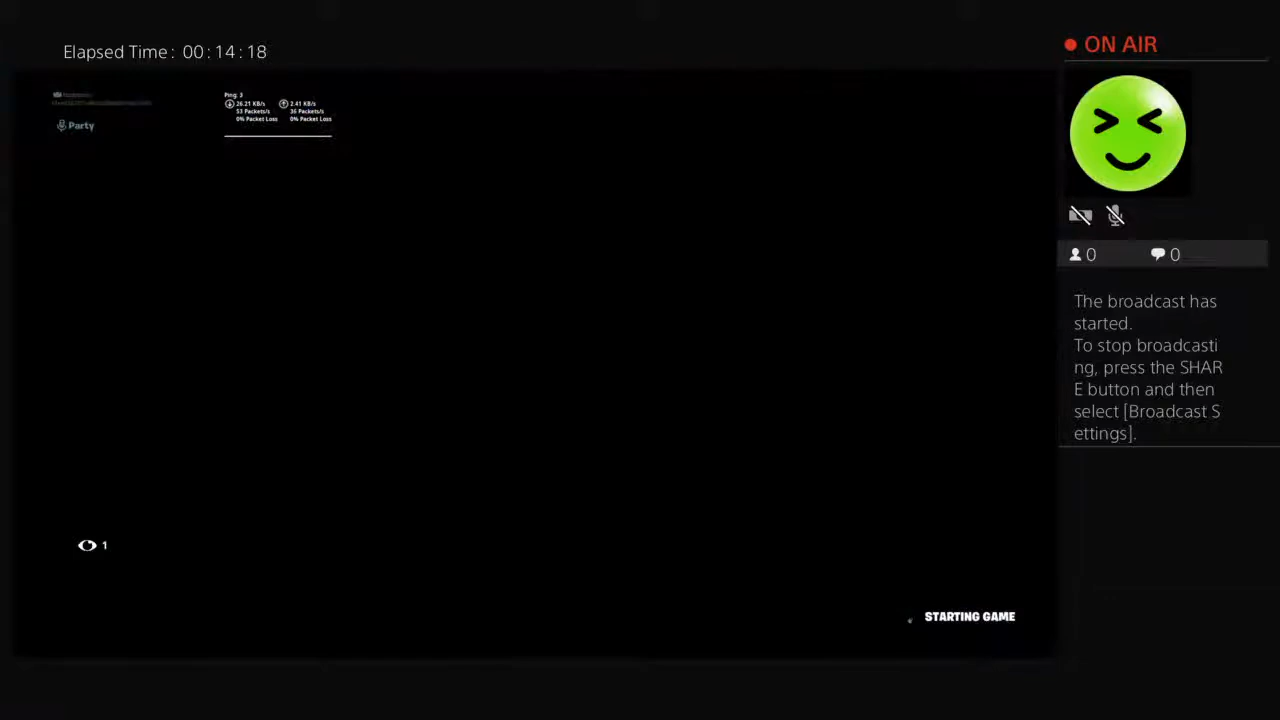 Elapsed Time: 00:14:18
ON AIR
Party
Ping: 3
26.21 KB/s 2.41 KB/s
53 Packets/s 36 Packets/s
0% Packet Loss 0% Packet Loss
0 0
The broadcast has
started.
To stop broadcasti
ng, press the SHAR
E button and then
select [Broadcast S
ettings].
1
STARTING GAME